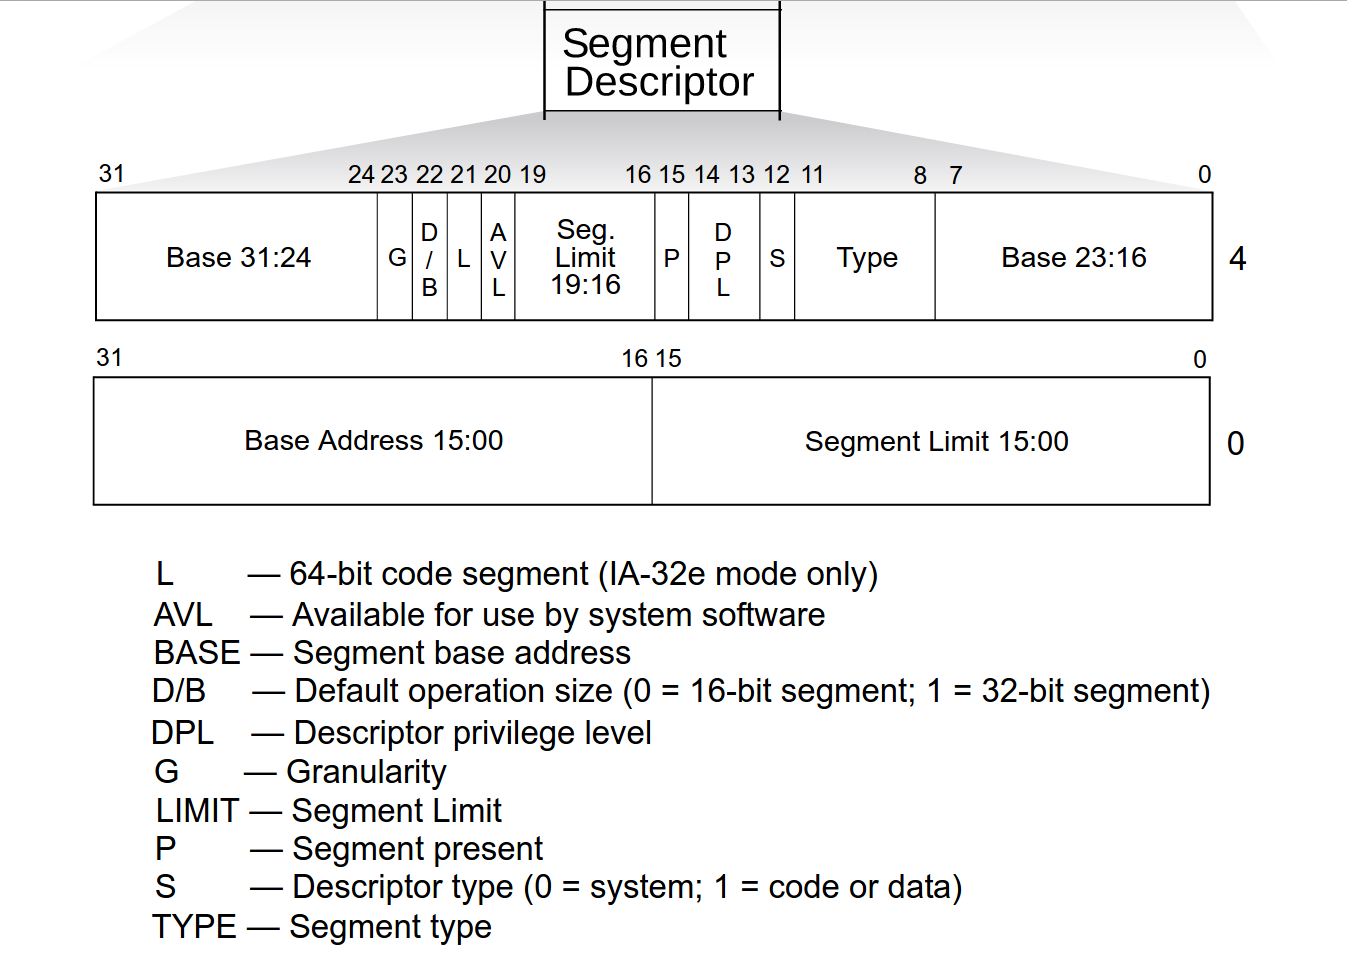 Segment
Descriptor
31 24 23 22 21 20 19 16 15 14 13 12 11 8 7 0
Base 31:24 G D/B L AVL Seg. Limit 19:16 P DPL S Type Base 23:16 4
31 16 15 0
Base Address 15:00 Segment Limit 15:00 0
L — 64-bit code segment (IA-32e mode only)
AVL — Available for use by system software
BASE — Segment base address
D/B — Default operation size (0 = 16-bit segment; 1 = 32-bit segment)
DPL — Descriptor privilege level
G — Granularity
LIMIT — Segment Limit
P — Segment present
S — Descriptor type (0 = system; 1 = code or data)
TYPE — Segment type